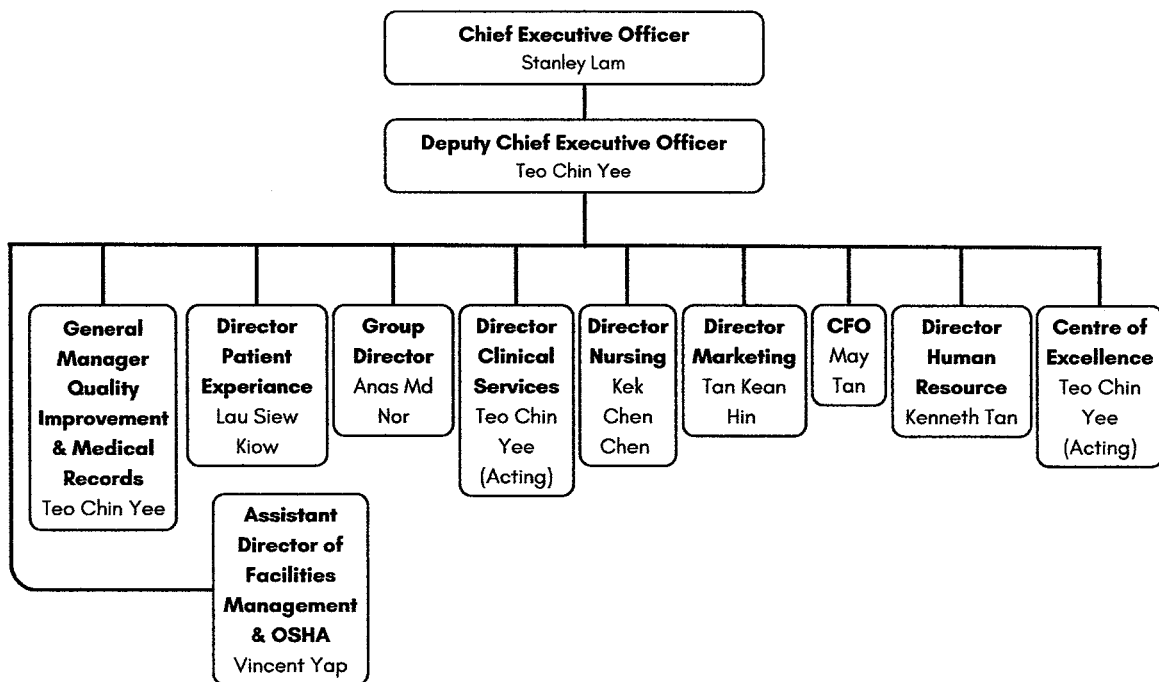 Chief Executive Officer
Stanley Lam
Deputy Chief Executive Officer
Teo Chin Yee
General
Manager
Quality
Improvement
& Medical
Records
Teo Chin Yee
Director
Patient
Experiance
Lau Siew
Kiow
Group
Director
Anas Md
Nor
Director
Clinical
Services
Teo Chin
Yee
(Acting)
Director
Nursing
Kek
Chen
Chen
Director
Marketing
Tan Kean
Hin
CFO
May
Tan
Director
Human
Resource
Kenneth Tan
Centre of
Excellence
Teo Chin
Yee
(Acting)
Assistant
Director of
Facilities
Management
& OSHA
Vincent Yap